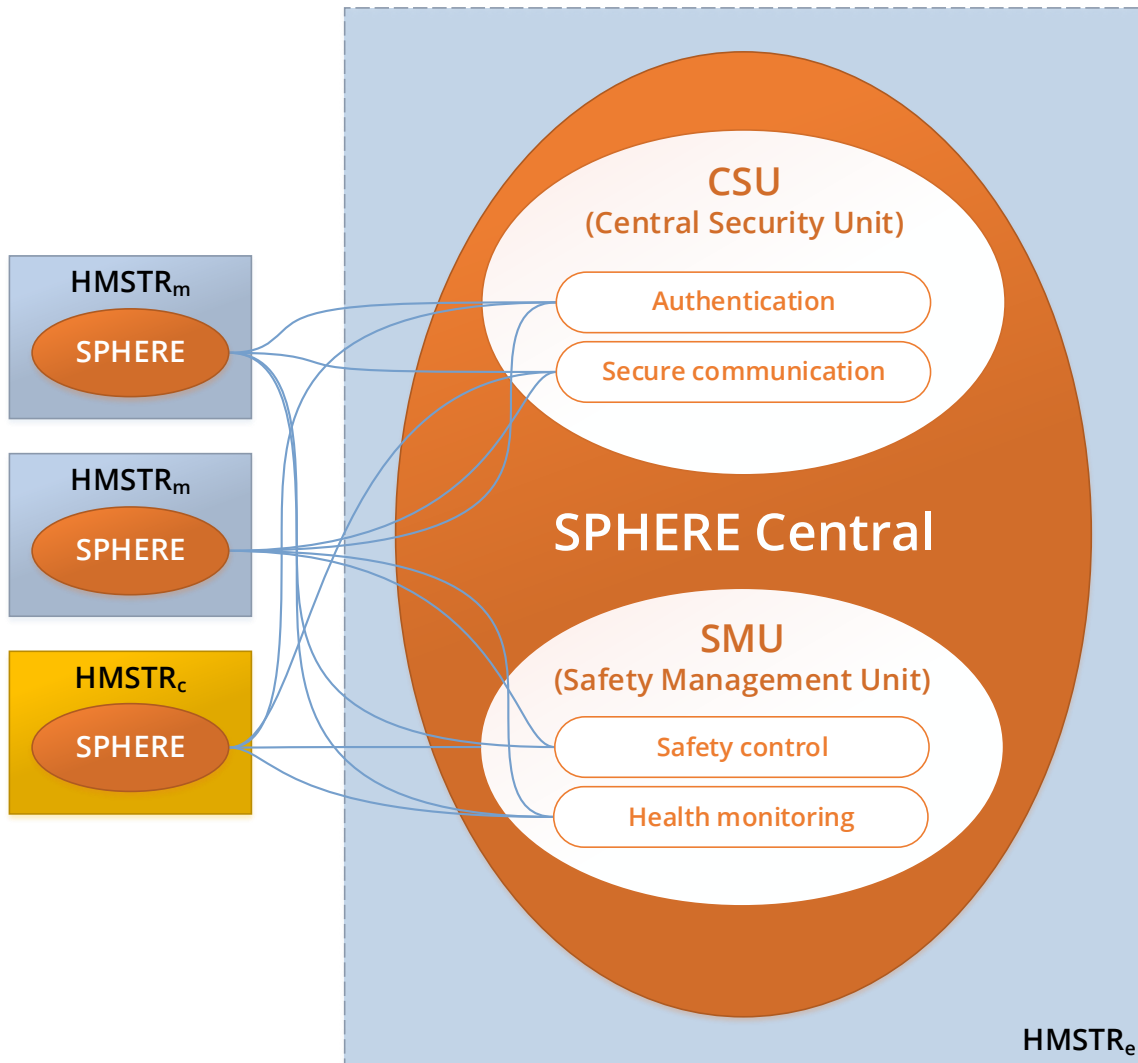 HMSTRₘ
SPHERE
HMSTRₘ
SPHERE
HMSTR꜀
SPHERE
CSU
(Central Security Unit)
Authentication
Secure communication
SPHERE Central
SMU
(Safety Management Unit)
Safety control
Health monitoring
HMSTRₑ